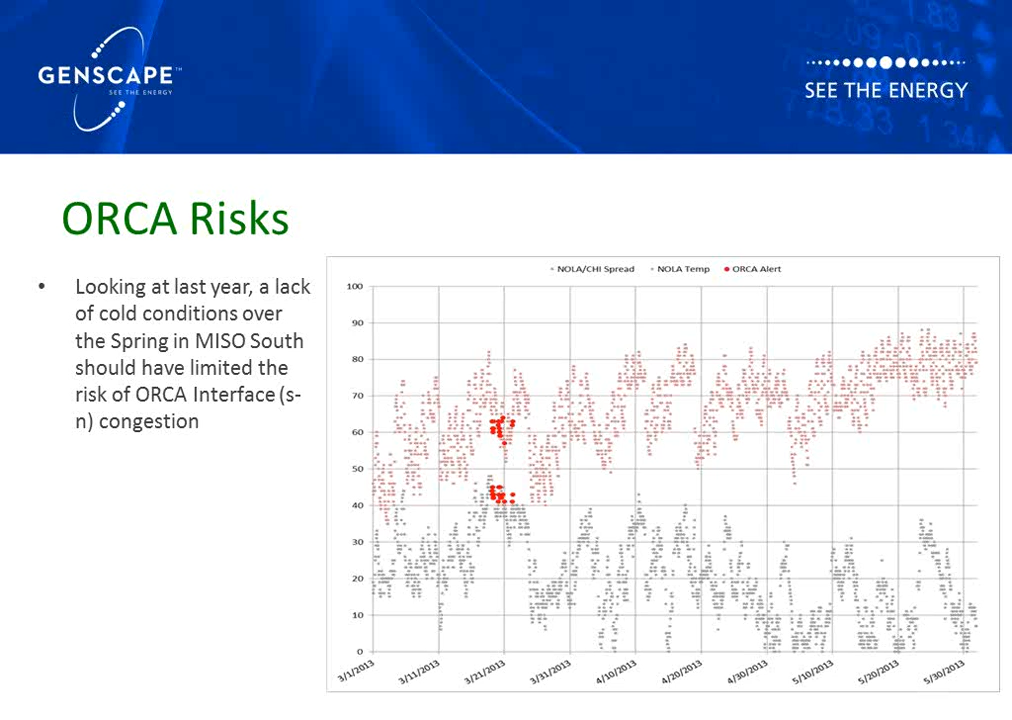 GENSCAPE™
SEE THE ENERGY
SEE THE ENERGY
ORCA Risks
• Looking at last year, a lack
of cold conditions over
the Spring in MISO South
should have limited the
risk of ORCA Interface (s-
n) congestion
NOLA/CHI Spread NOLA Temp ORCA Alert
100
90
80
70
60
50
40
30
20
10
0
3/1/2013 3/11/2013 3/21/2013 3/31/2013 4/10/2013 4/20/2013 4/30/2013 5/10/2013 5/20/2013 5/30/2013